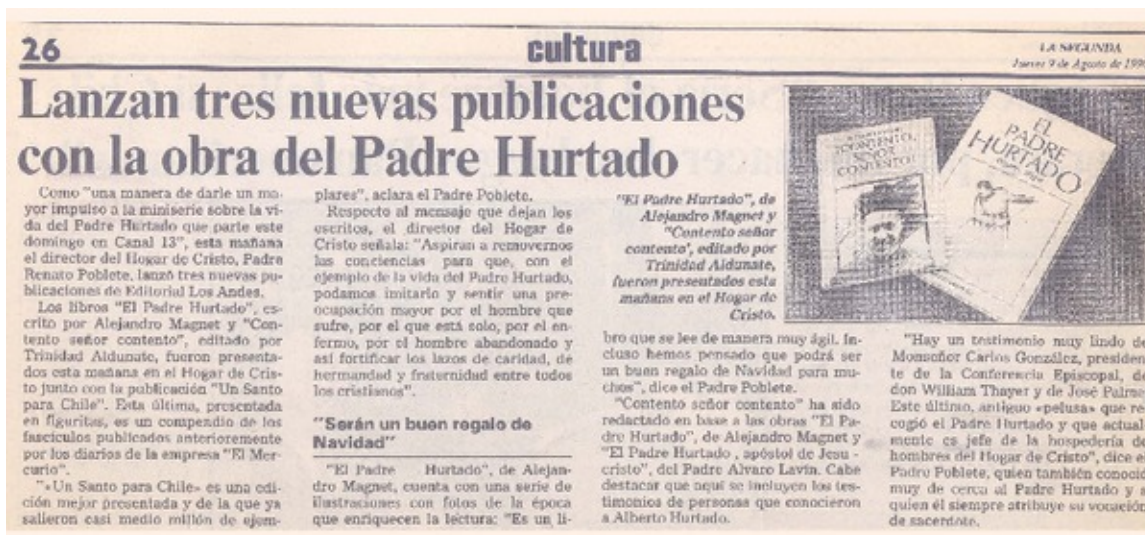 26
cultura
LA SEGUNDA
Jueves 9 de Agosto de 1990
Lanzan tres nuevas publicaciones
con la obra del Padre Hurtado
Como "una manera de darle un ma-
yor impulso a la miniserie sobre la vi-
da del Padre Hurtado que parte este
domingo en Canal 13", esta mañana
el director del Hogar de Cristo, Padre
Renato Poblete, lanzó tres nuevas pu-
blicaciones de Editorial Los Andes.
Los libros "El Padre Hurtado", es-
crito por Alejandro Magnet y "Con-
tento señor contento", editado por
Trinidad Aldunate, fueron presenta-
dos esta mañana en el Hogar de Cris-
to junto con la publicación "Un Santo
para Chile". Esta última, presentada
en figuritas, es un compendio de los
fascículos publicados anterioremente
por los diarios de la empresa "El Mer-
curio".
"«Un Santo para Chile» es una edi-
ción mejor presentada y de la que ya
salieron casi medio millón de ejem-
plares", aclara el Padre Poblete.
Respecto al mensaje que dejan los
escritos, el director del Hogar de
Cristo señala: "Aspiran a removernos
las conciencias para que, con el
ejemplo de la vida del Padre Hurtado,
podamos imitarlo y sentir una pre-
ocupación mayor por el hombre que
sufre, por el que está solo, por el en-
fermo, por el hombre abandonado y
así fortificar los lazos de caridad, de
hermandad y fraternidad entre todos
los cristianos".
"Serán un buen regalo de
Navidad"
"El Padre Hurtado", de Alejan-
dro Magnet, cuenta con una serie de
ilustraciones con fotos de la época
que enriquecen la lectura: "Es un li-
"El Padre Hurtado", de
Alejandro Magnet y
"Contento señor
contento', editado por
Trinidad Aldunate,
fueron presentados esta
mañana en el Hogar de
Cristo.
CONTENTO,
SEÑOR,
CONTENTO
EL
PADRE
HURTADO
bro que se lee de manera muy ágil. In-
cluso hemos pensado que podrá ser
un buen regalo de Navidad para mu-
chos", dice el Padre Poblete.
"Contento señor contento" ha sido
redactado en base a las obras "El Pa-
dre Hurtado", de Alejandro Magnet y
"El Padre Hurtado , apóstol de Jesu -
cristo", del Padre Alvaro Lavín. Cabe
destacar que aquí se incluyen los tes-
timonios de personas que conocieron
a Alberto Hurtado.
"Hay un testimonio muy lindo de
Monseñor Carlos González, presiden-
te de la Conferencia Episcopal, de
don William Thayer y de José Palma.
Este último, antiguo «pelusa» que re-
cogió el Padre Hurtado y que actual-
mente es jefe de la hospedería de
hombres del Hogar de Cristo", dice el
Padre Poblete, quien también conoció
muy de cerca al Padre Hurtado y a
quien él siempre atribuye su vocación
de sacerdote.